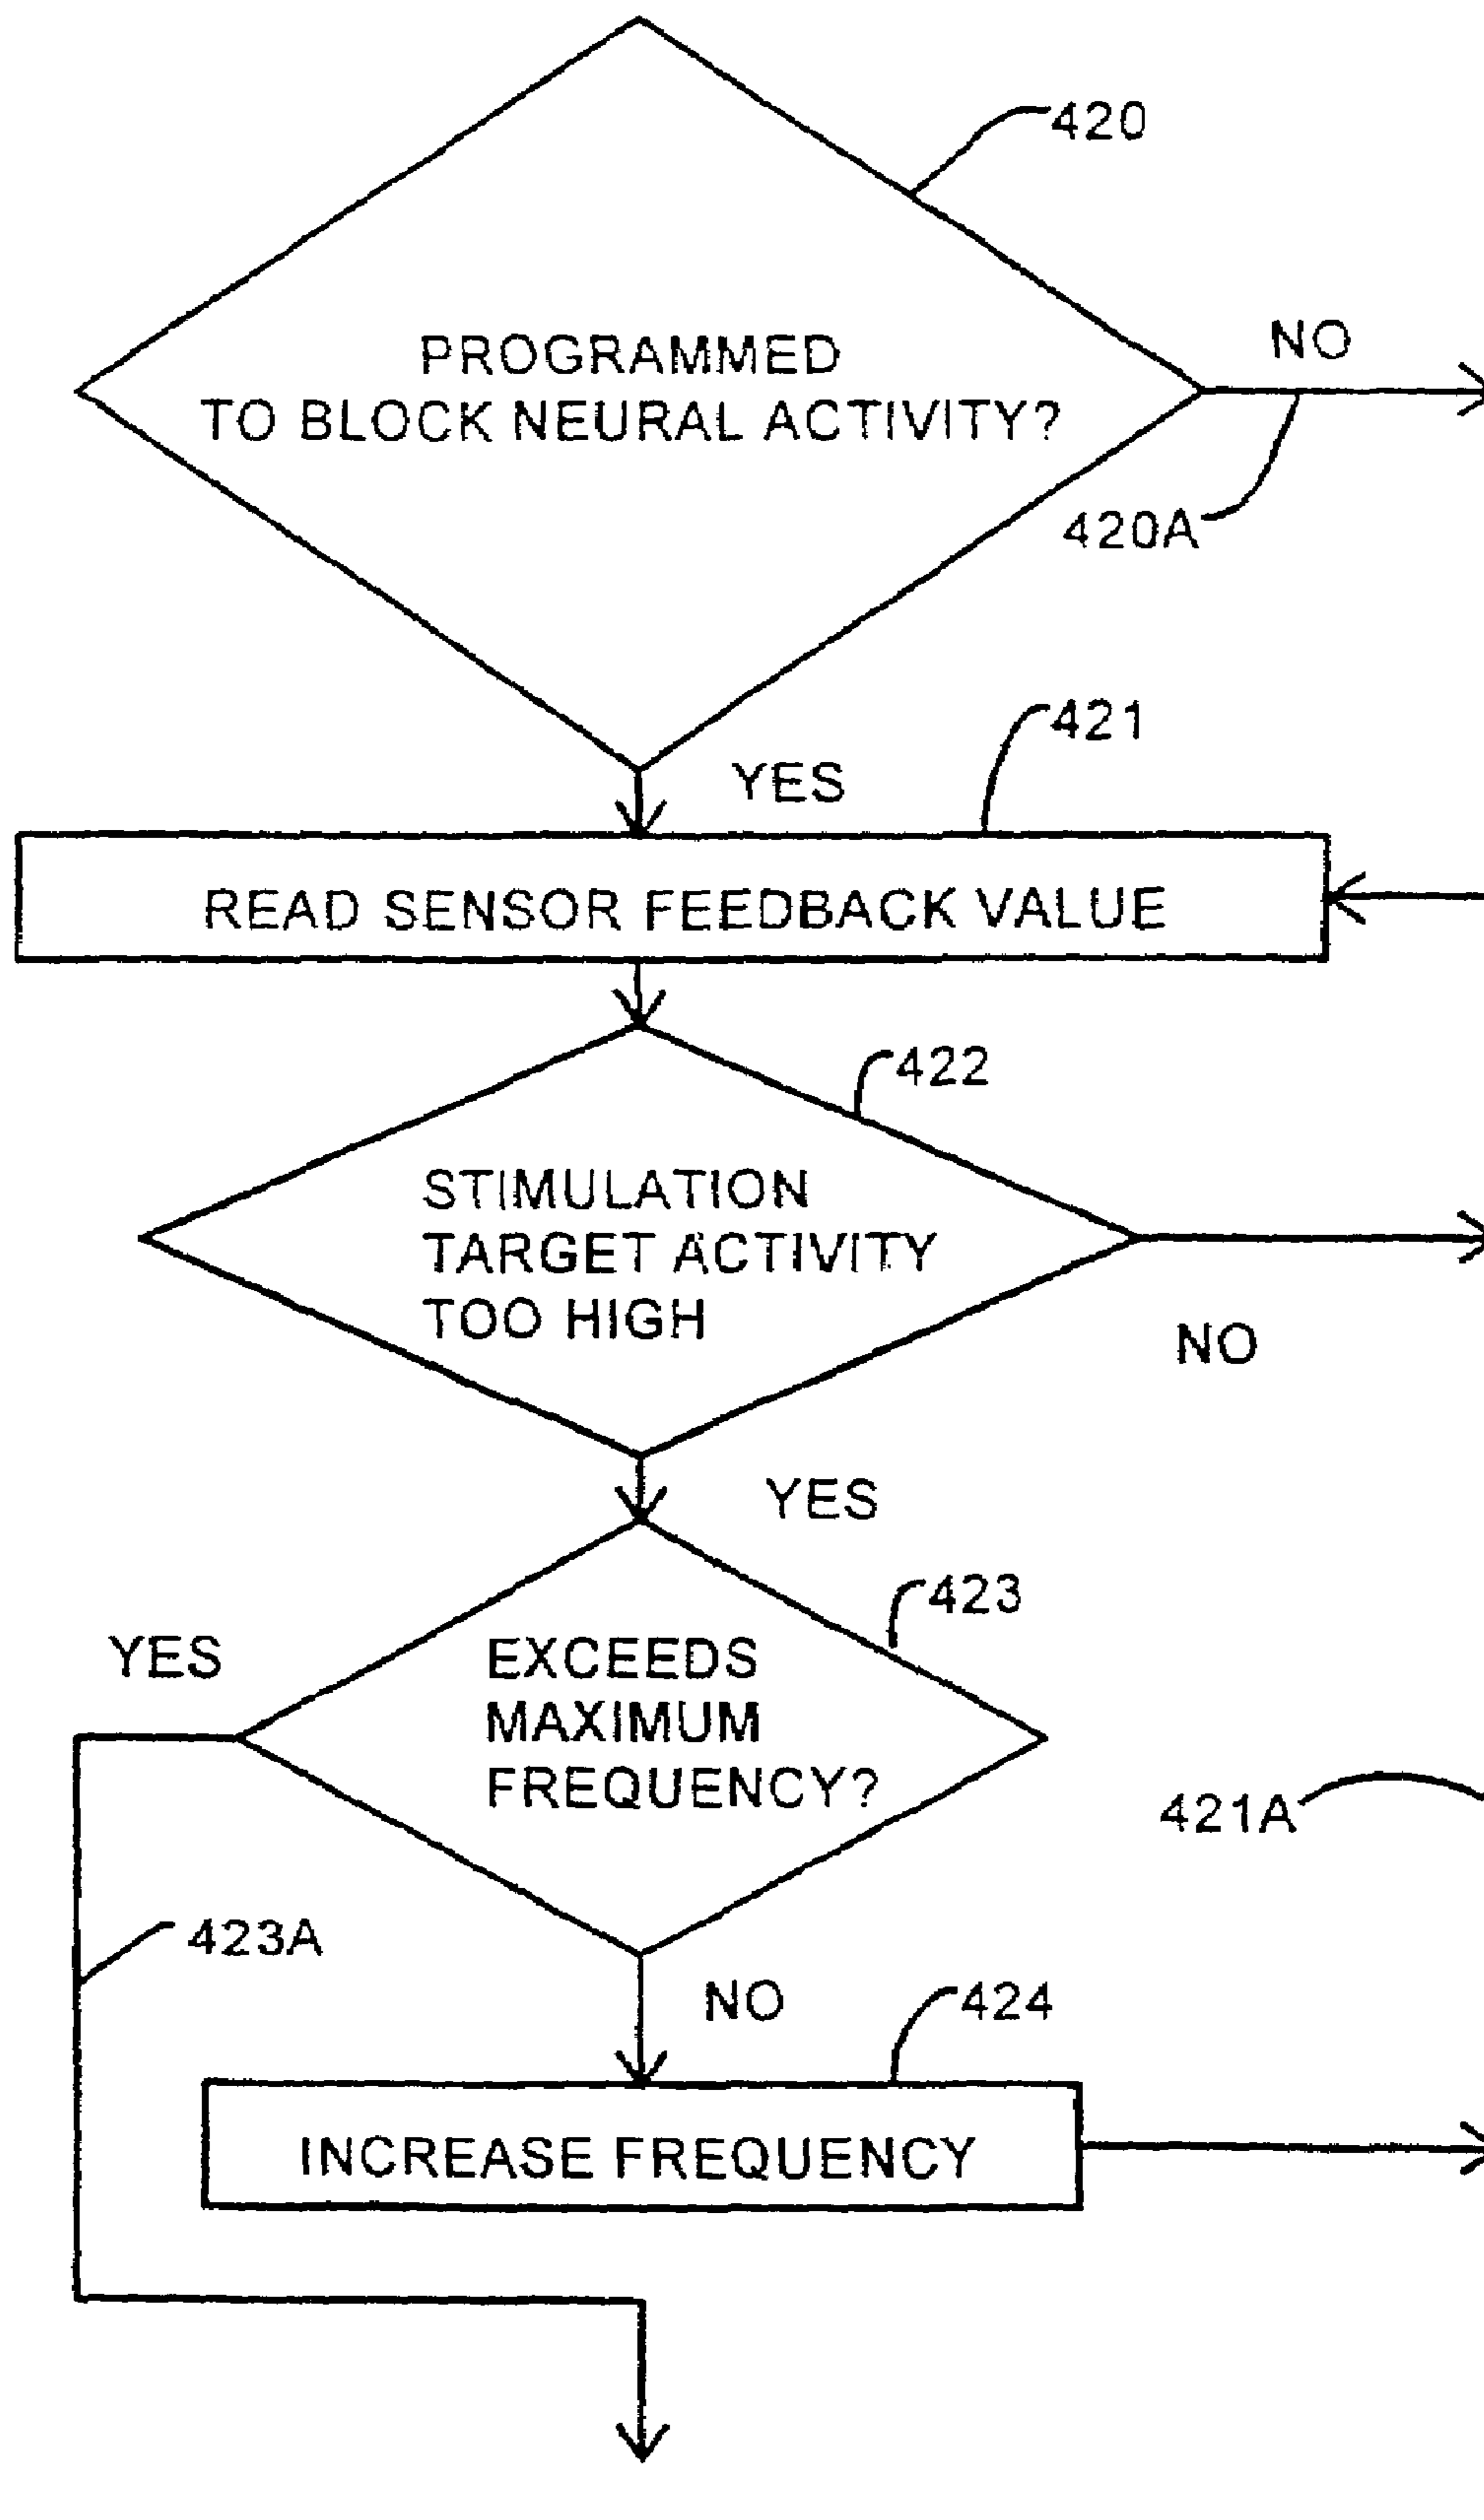 420
PROGRAMMED
TO BLOCK NEURAL ACTIVITY?
NO
420A
421
YES
READ SENSOR FEEDBACK VALUE
422
STIMULATION
TARGET ACTIVITY
TOO HIGH
NO
YES
423
YES
EXCEEDS
MAXIMUM
FREQUENCY?
421A
423A
NO
424
INCREASE FREQUENCY